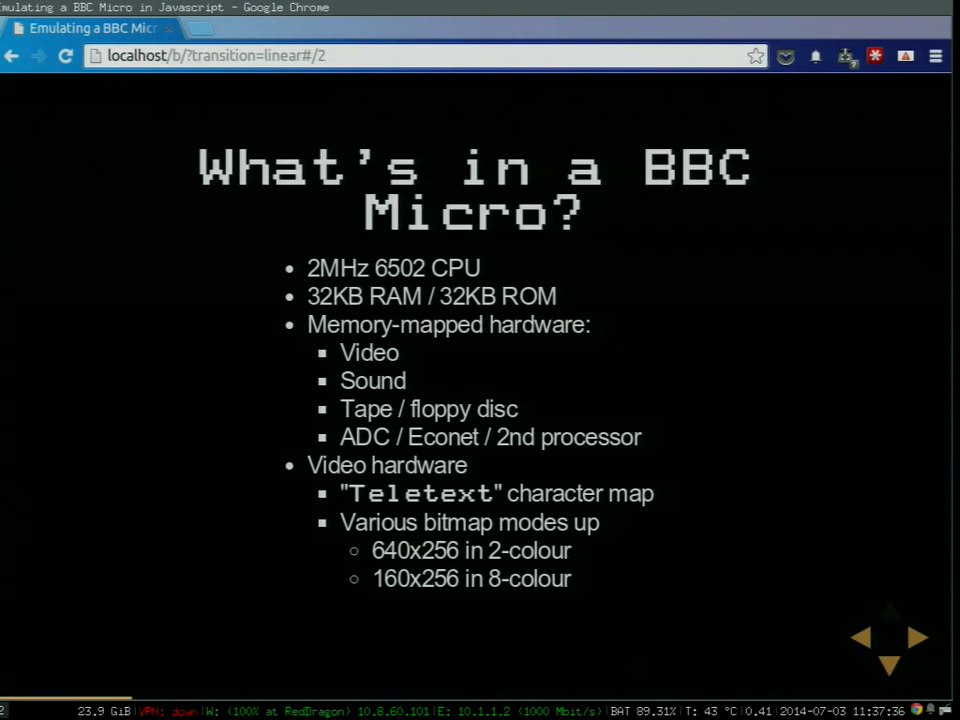 Emulating a BBC Micro in Javascript - Google Chrome
Emulating a BBC Micr
localhost/b/?transition=linear#/2
What's in a BBC
Micro?
2MHz 6502 CPU
32KB RAM / 32KB ROM
Memory-mapped hardware:
Video
Sound
Tape / floppy disc
ADC / Econet / 2nd processor
Video hardware
"Teletext" character map
Various bitmap modes up
640x256 in 2-colour
160x256 in 8-colour
2 23.9 GiB|VPN: down|W: (100% at RedDragon) 10.8.60.101|E: 10.1.1.2 (1000 Mbit/s)|BAT 89.31%|T: 43 °C|0.41|2014-07-03 11:37:36